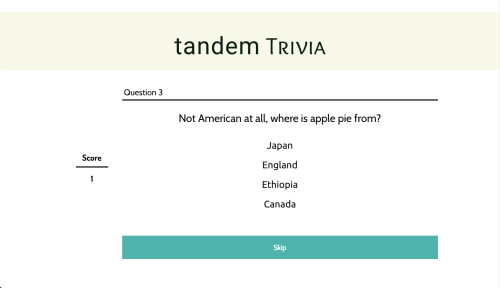 tandem TRIVIA
Question 3
Not American at all, where is apple pie from?
Japan
England
Ethiopia
Canada
Score
1
Skip